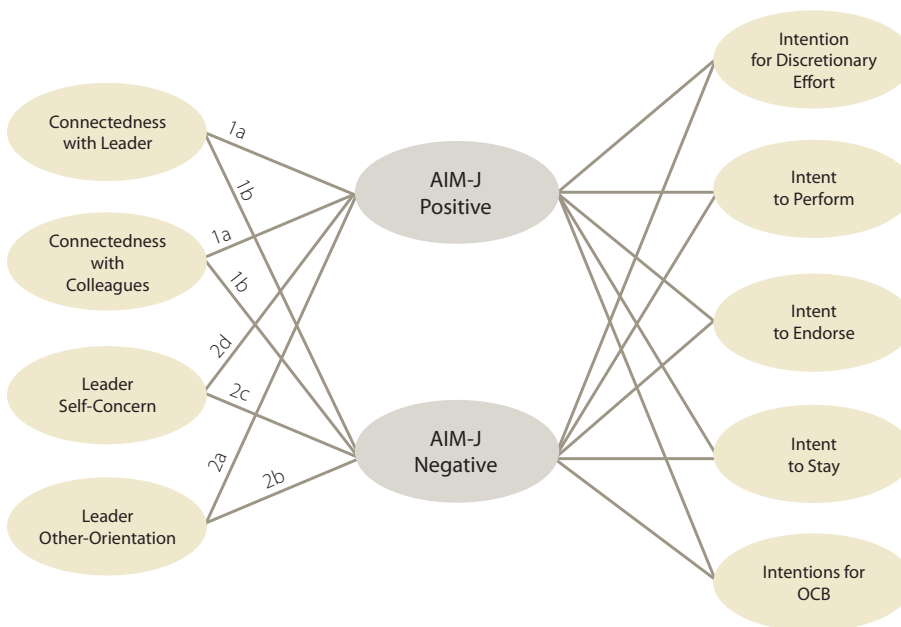 Connectedness
with Leader
Connectedness
with
Colleagues
Leader
Self-Concern
Leader
Other-Orientation
1a
1b
1a
1b
2d
2c
2a
2b
AIM-J
Positive
AIM-J
Negative
Intention
for Discretionary
Effort
Intent
to Perform
Intent
to Endorse
Intent
to Stay
Intentions for
OCB